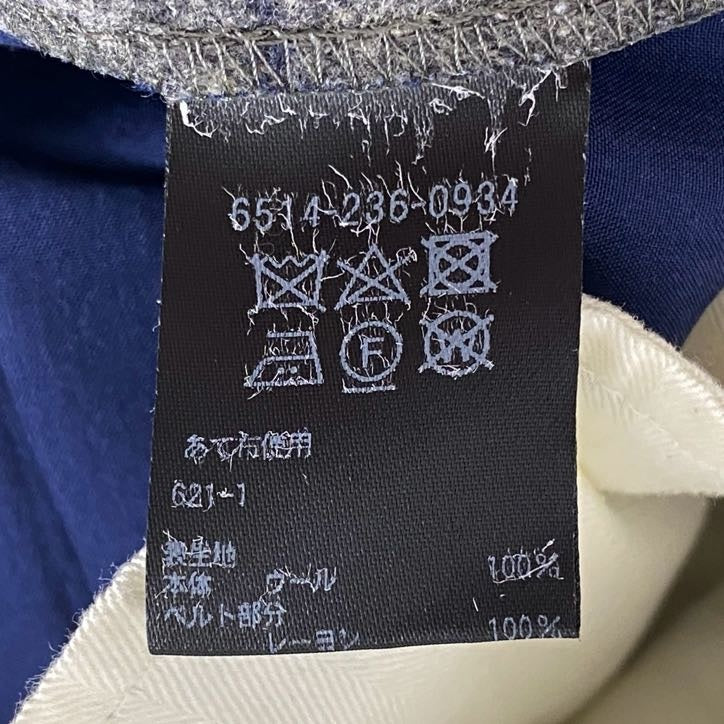 6514-236-0934
F
W
あて布使用
621-1
表生地
本体 ウール 100%
ベルト部分
レーヨン 100%